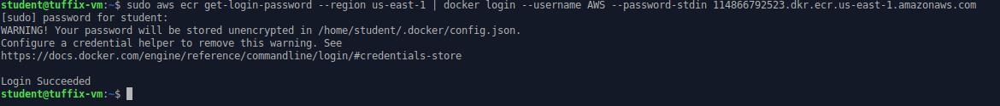 student@tuffix-vm:~$ sudo aws ecr get-login-password --region us-east-1 | docker login --username AWS --password-stdin 114866792523.dkr.ecr.us-east-1.amazonaws.com
[sudo] password for student:
WARNING! Your password will be stored unencrypted in /home/student/.docker/config.json.
Configure a credential helper to remove this warning. See
https://docs.docker.com/engine/reference/commandline/login/#credentials-store
Login Succeeded
student@tuffix-vm:~$